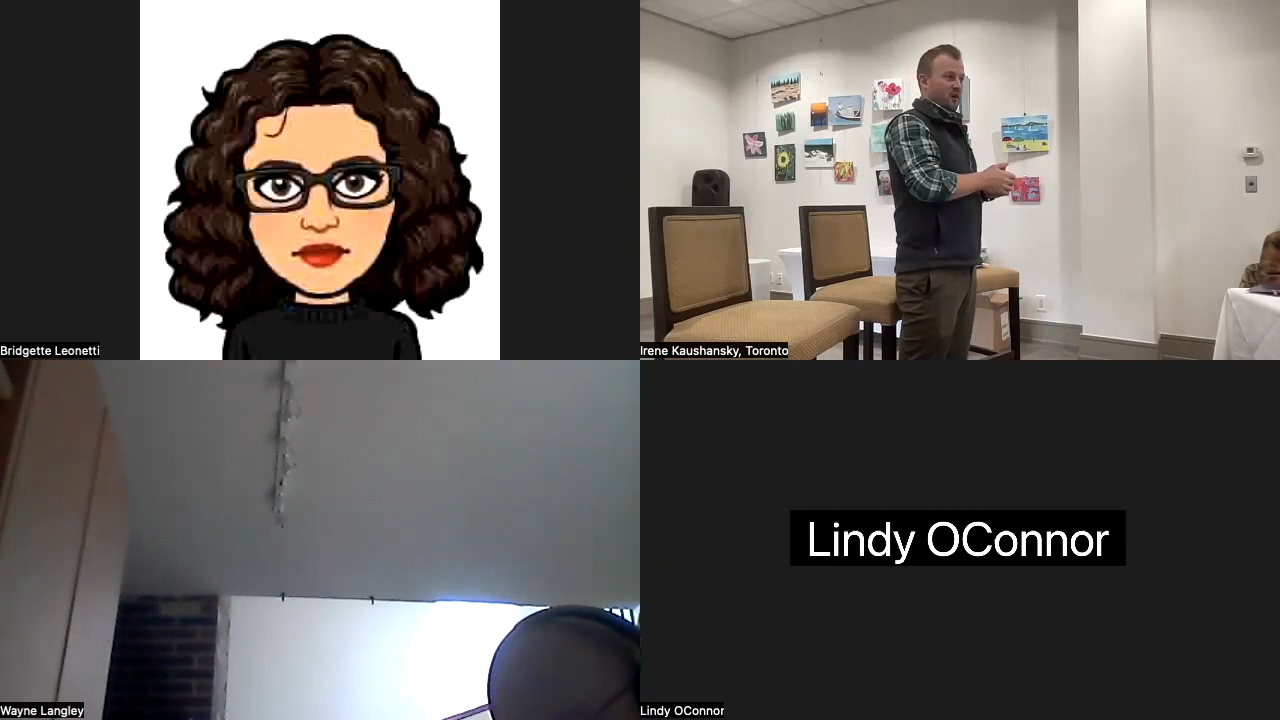 Bridgette Leonetti
Irene Kaushansky, Toronto
Lindy OConnor
Wayne Langley
Lindy OConnor